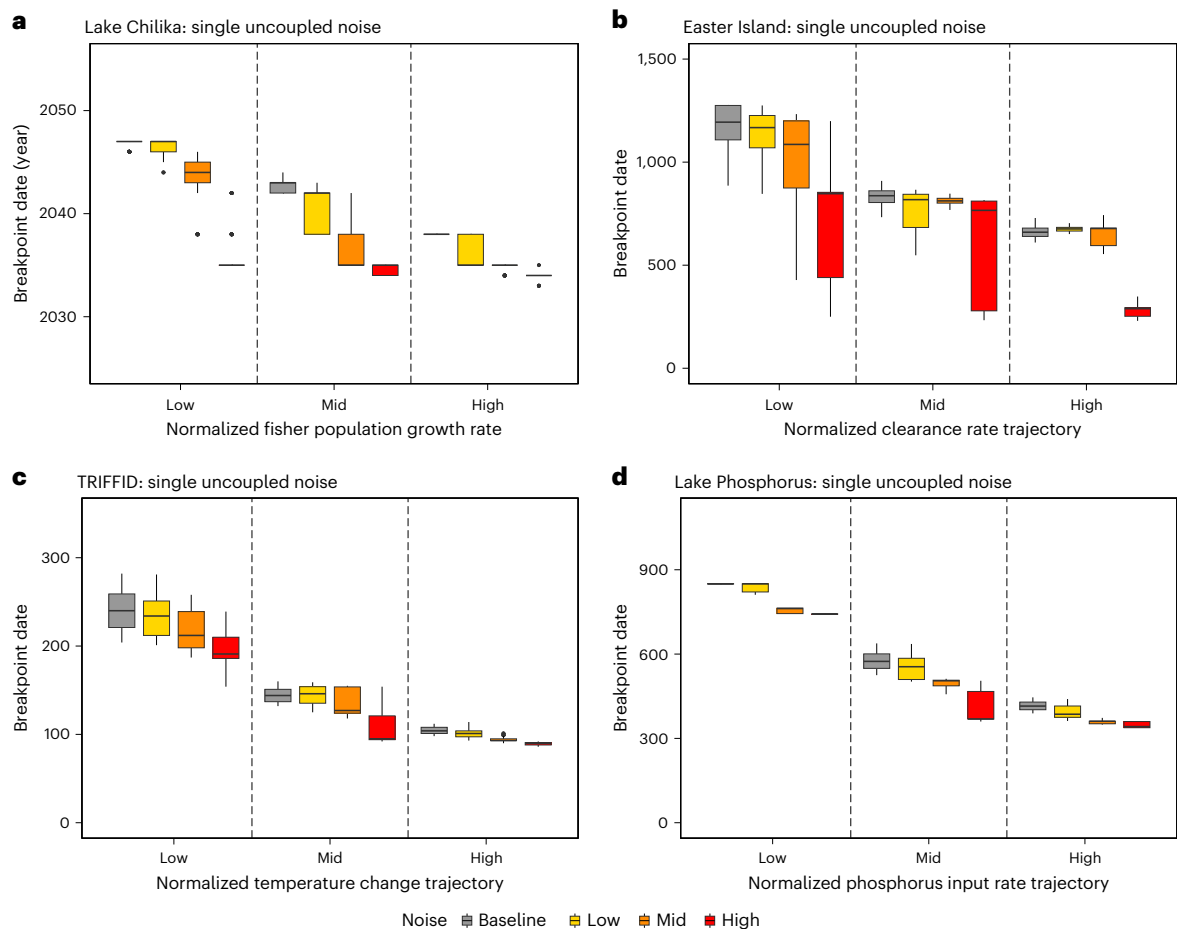 a
Lake Chilika: single uncoupled noise
Breakpoint date (year)
2050
2040
2030
Low Mid High
Normalized fisher population growth rate
b
Easter Island: single uncoupled noise
Breakpoint date
1,500
1,000
500
0
Low Mid High
Normalized clearance rate trajectory
c
TRIFFID: single uncoupled noise
Breakpoint date
300
200
100
0
Low Mid High
Normalized temperature change trajectory
d
Lake Phosphorus: single uncoupled noise
Breakpoint date
900
600
300
0
Low Mid High
Normalized phosphorus input rate trajectory
Noise Baseline Low Mid High